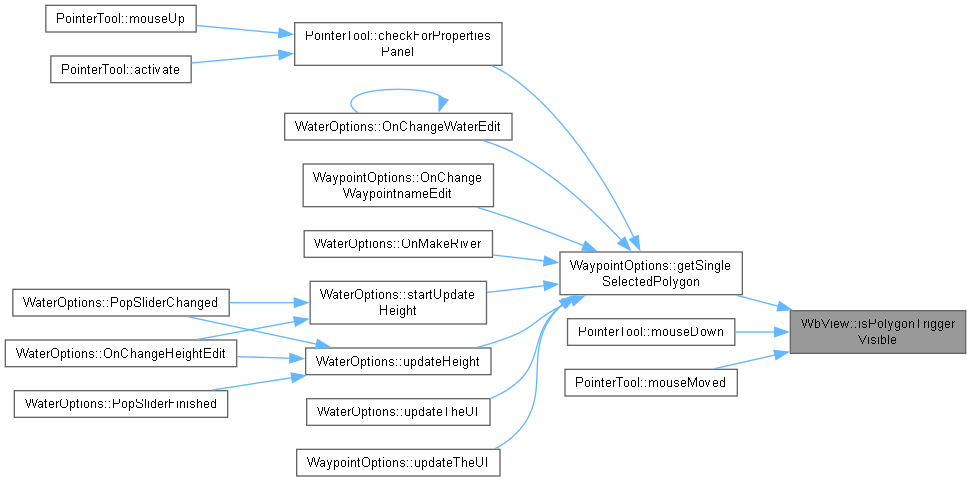 PointerTool::mouseUp
PointerTool::activate
PointerTool::checkForProperties
Panel
WaterOptions::OnChangeWaterEdit
WaypointOptions::OnChange
WaypointnameEdit
WaterOptions::OnMakeRiver
WaypointOptions::getSingle
SelectedPolygon
WaterOptions::PopSliderChanged
WaterOptions::startUpdate
Height
WbView::isPolygonTrigger
Visible
PointerTool::mouseDown
WaterOptions::OnChangeHeightEdit
WaterOptions::updateHeight
PointerTool::mouseMoved
WaterOptions::PopSliderFinished
WaterOptions::updateTheUI
WaypointOptions::updateTheUI